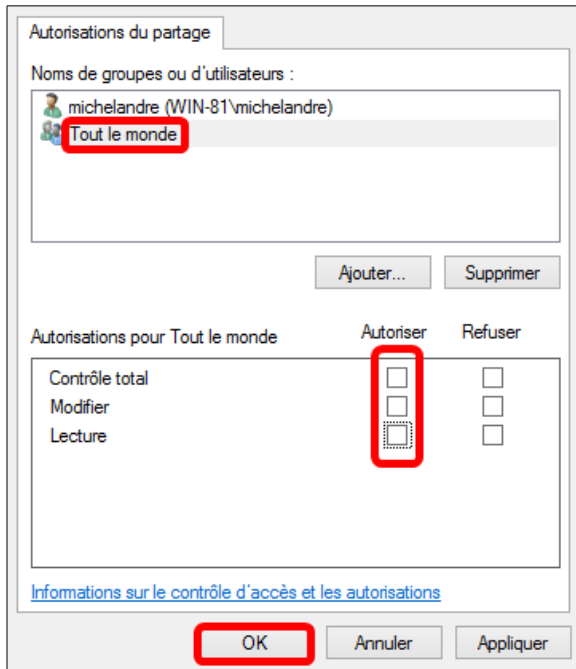 Autorisations du partage
Noms de groupes ou d'utilisateurs :
michelandre (WIN-81\michelandre)
Tout le monde
Ajouter... Supprimer
Autorisations pour Tout le monde Autoriser Refuser
Contrôle total
Modifier
Lecture
Informations sur le contrôle d'accès et les autorisations
OK Annuler Appliquer